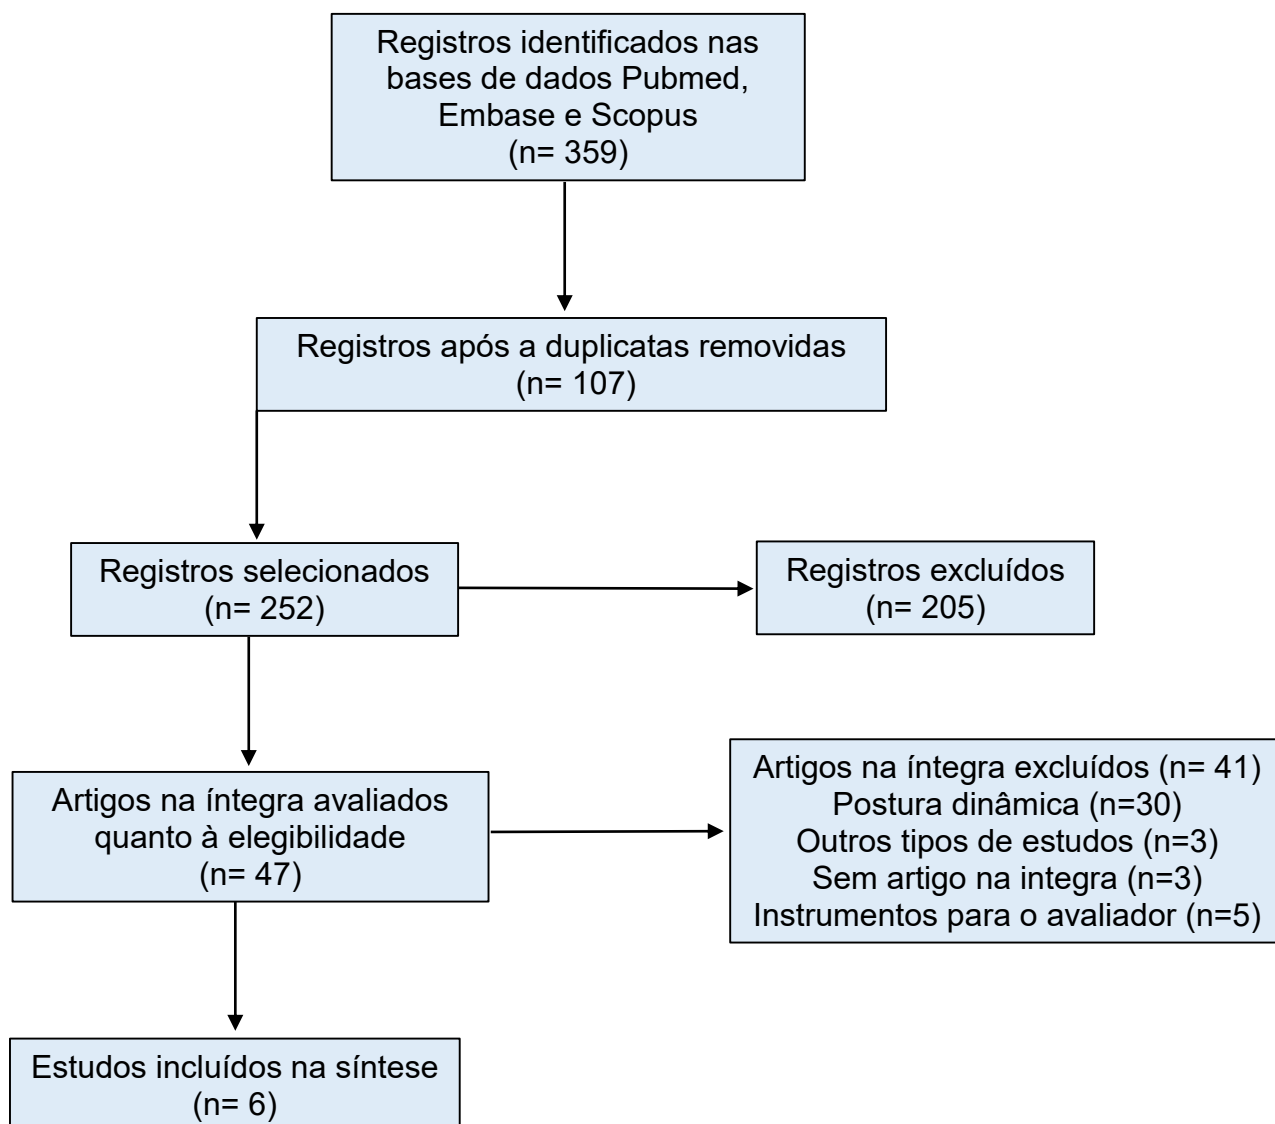 Registros identificados nas
bases de dados Pubmed,
Embase e Scopus
(n= 359)
Registros após a duplicatas removidas
(n= 107)
Registros selecionados
(n= 252)
Registros excluídos
(n= 205)
Artigos na íntegra avaliados
quanto à elegibilidade
(n= 47)
Artigos na íntegra excluídos (n= 41)
Postura dinâmica (n=30)
Outros tipos de estudos (n=3)
Sem artigo na integra (n=3)
Instrumentos para o avaliador (n=5)
Estudos incluídos na síntese
(n= 6)